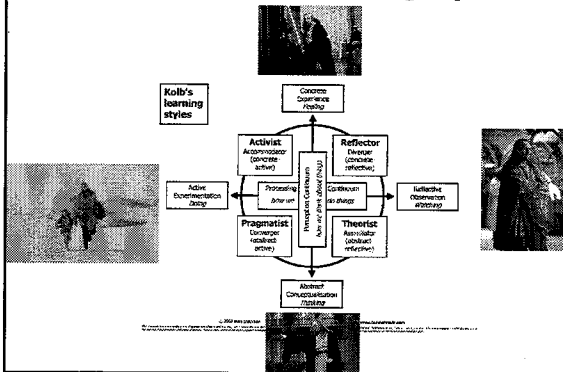 Kolb's
learning
styles
Concrete
Experience
Feeling
Activist
Accommodator
(concrete
active)
Reflector
Diverger
(concrete
reflective)
Active
Experimentation
Doing
Processing Continuum
how we do things
Perception Continuum
how we think about things
Reflective
Observation
Watching
Pragmatist
Converger
(abstract
active)
Theorist
Assimilator
(abstract
reflective)
Abstract
Conceptualisation
Thinking